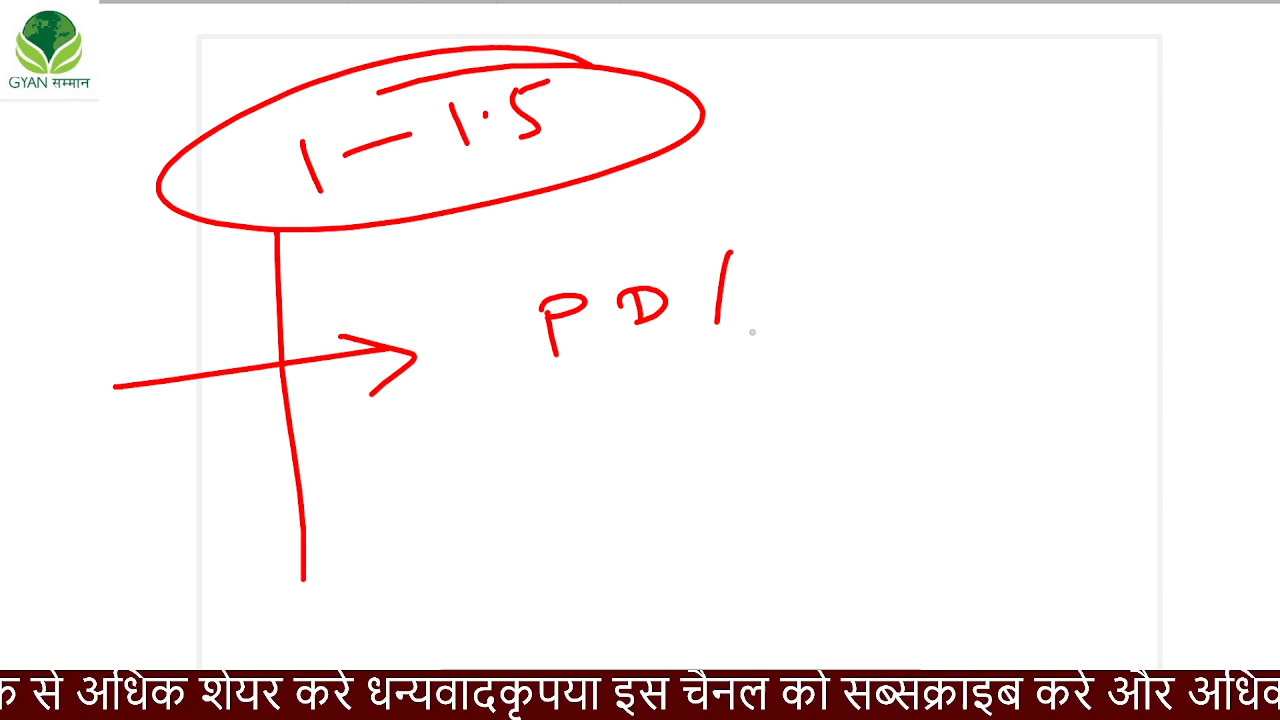 GYAN सम्मान
1 – 1.5
P D /
क से अधिक शेयर करे धन्यवादकृपया इस चैनल को सब्सक्राइब करे और अधिक